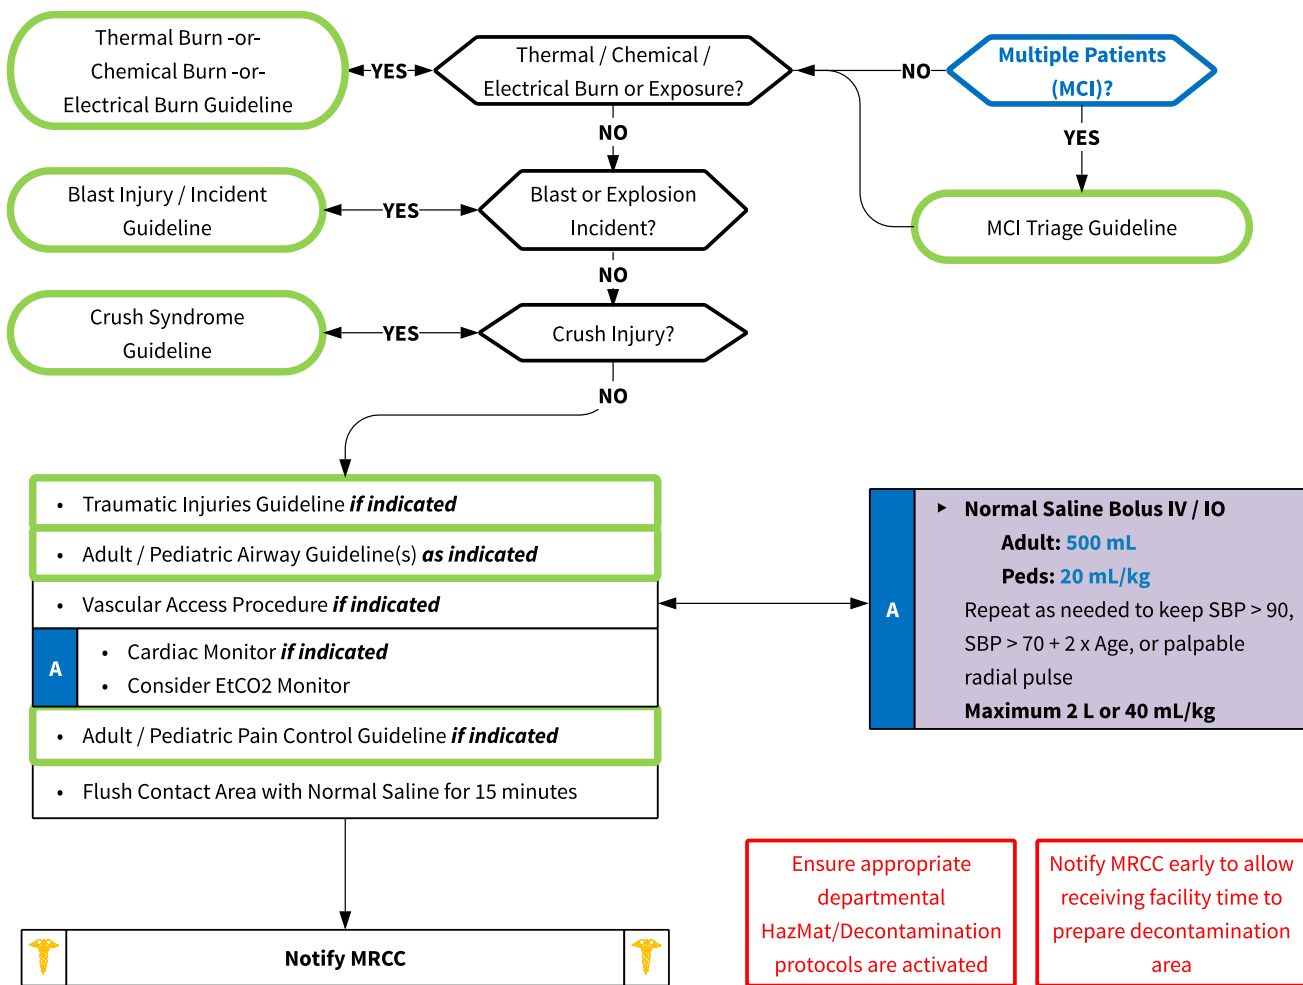 Thermal Burn -or-
Chemical Burn -or-
Electrical Burn Guideline
YES
Thermal / Chemical /
Electrical Burn or Exposure?
NO
Multiple Patients
(MCI)?
NO
YES
Blast Injury / Incident
Guideline
YES
Blast or Explosion
Incident?
MCI Triage Guideline
NO
Crush Syndrome
Guideline
YES
Crush Injury?
NO
• Traumatic Injuries Guideline if indicated
• Adult / Pediatric Airway Guideline(s) as indicated
• Vascular Access Procedure if indicated
A
• Cardiac Monitor if indicated
• Consider EtCO2 Monitor
• Adult / Pediatric Pain Control Guideline if indicated
• Flush Contact Area with Normal Saline for 15 minutes
A
Normal Saline Bolus IV / IO
Adult: 500 mL
Peds: 20 mL/kg
Repeat as needed to keep SBP > 90,
SBP > 70 + 2 x Age, or palpable
radial pulse
Maximum 2 L or 40 mL/kg
Ensure appropriate
departmental
HazMat/Decontamination
protocols are activated
Notify MRCC early to allow
receiving facility time to
prepare decontamination
area
Notify MRCC